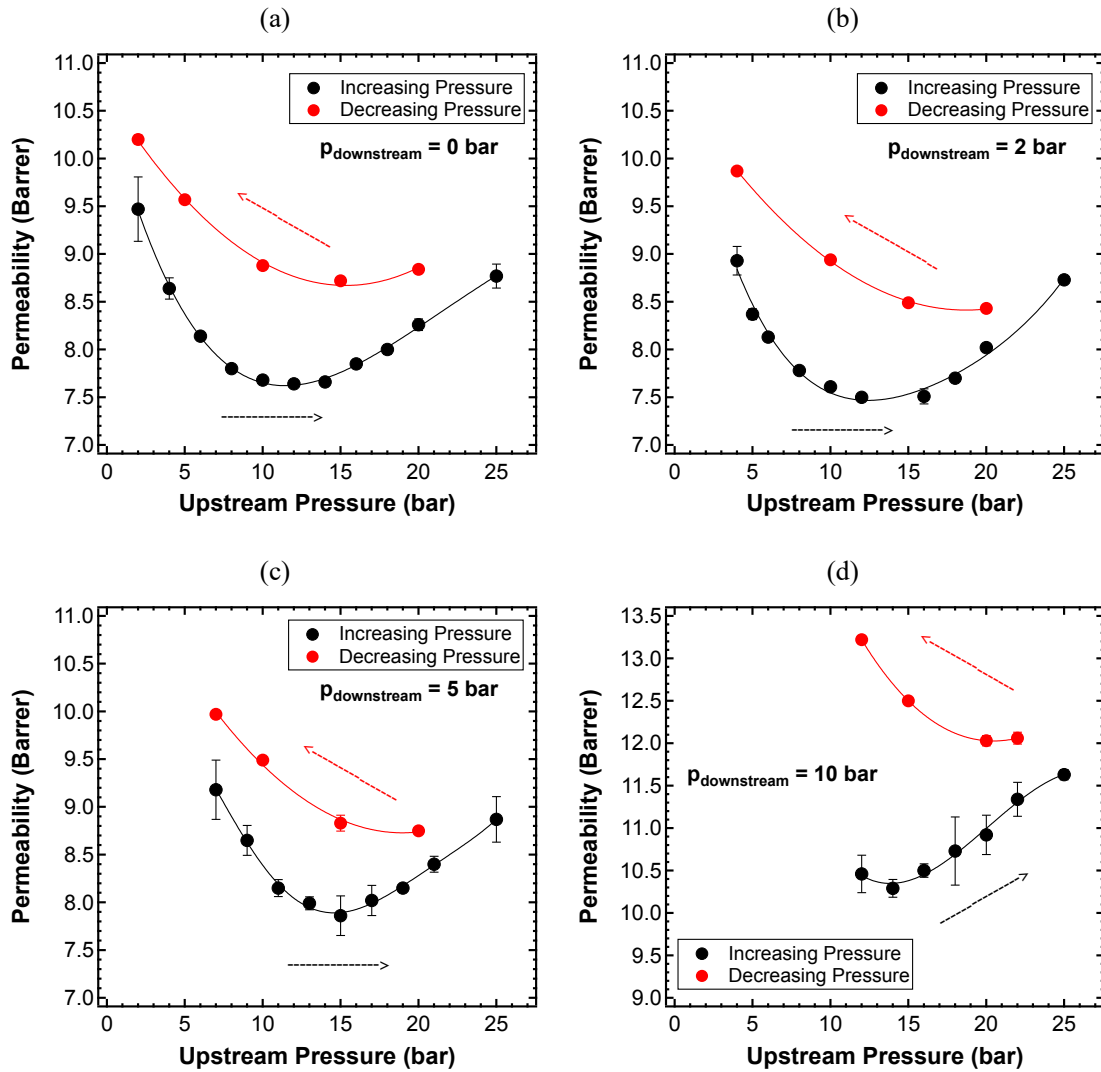 (a)
11.0
10.5
10.0
9.5
9.0
8.5
8.0
7.5
7.0
Permeability (Barrer)
Increasing Pressure
Decreasing Pressure
p_downstream = 0 bar
0 5 10 15 20 25
Upstream Pressure (bar)
(b)
11.0
10.5
10.0
9.5
9.0
8.5
8.0
7.5
7.0
Permeability (Barrer)
Increasing Pressure
Decreasing Pressure
p_downstream = 2 bar
0 5 10 15 20 25
Upstream Pressure (bar)
(c)
11.0
10.5
10.0
9.5
9.0
8.5
8.0
7.5
7.0
Permeability (Barrer)
Increasing Pressure
Decreasing Pressure
p_downstream = 5 bar
0 5 10 15 20 25
Upstream Pressure (bar)
(d)
13.5
13.0
12.5
12.0
11.5
11.0
10.5
10.0
9.5
9.0
Permeability (Barrer)
p_downstream = 10 bar
Increasing Pressure
Decreasing Pressure
0 5 10 15 20 25
Upstream Pressure (bar)